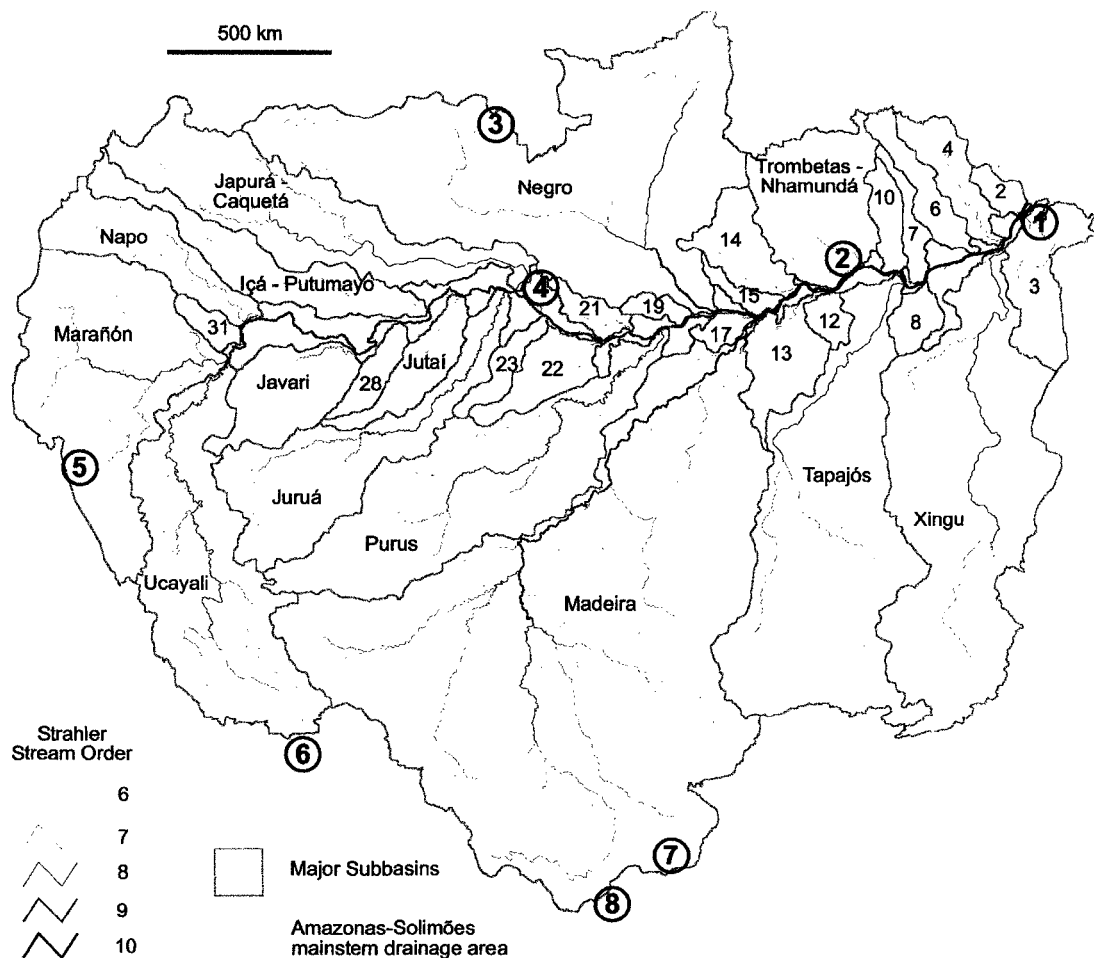 500 km
3
4
Trombetas -
Nhamundá
10
2
6
Japurá -
Caquetá
Negro
1
Napo
14
7
2
3
Içá - Putumayo
4
21
19
15
31
12
8
Marañón
17
Jutaí
23
22
13
Javari
28
5
Juruá
Tapajós
Xingu
Purus
Ucayali
Madeira
Strahler
Stream Order
6
6
7
7
8
Major Subbasins
8
9
Amazonas-Solimões
10
mainstem drainage area